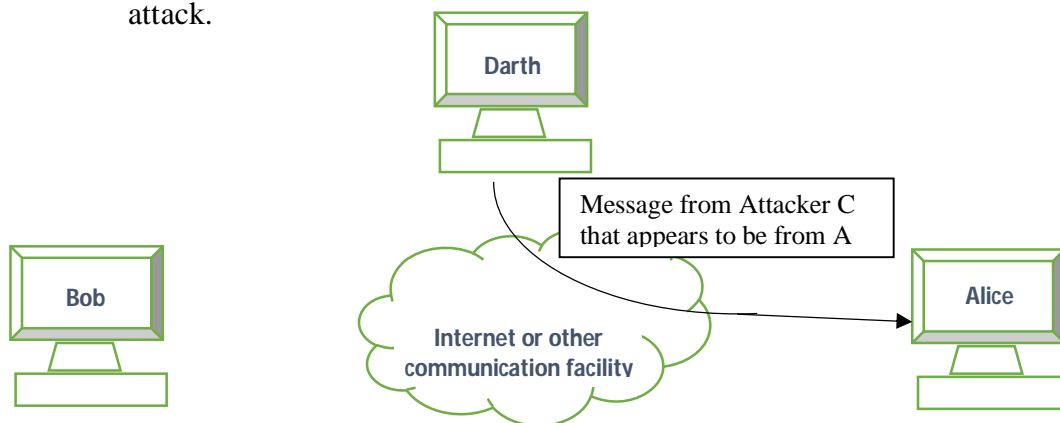 attack.
Darth
Message from Attacker C
that appears to be from A
Bob
Alice
Internet or other
communication facility